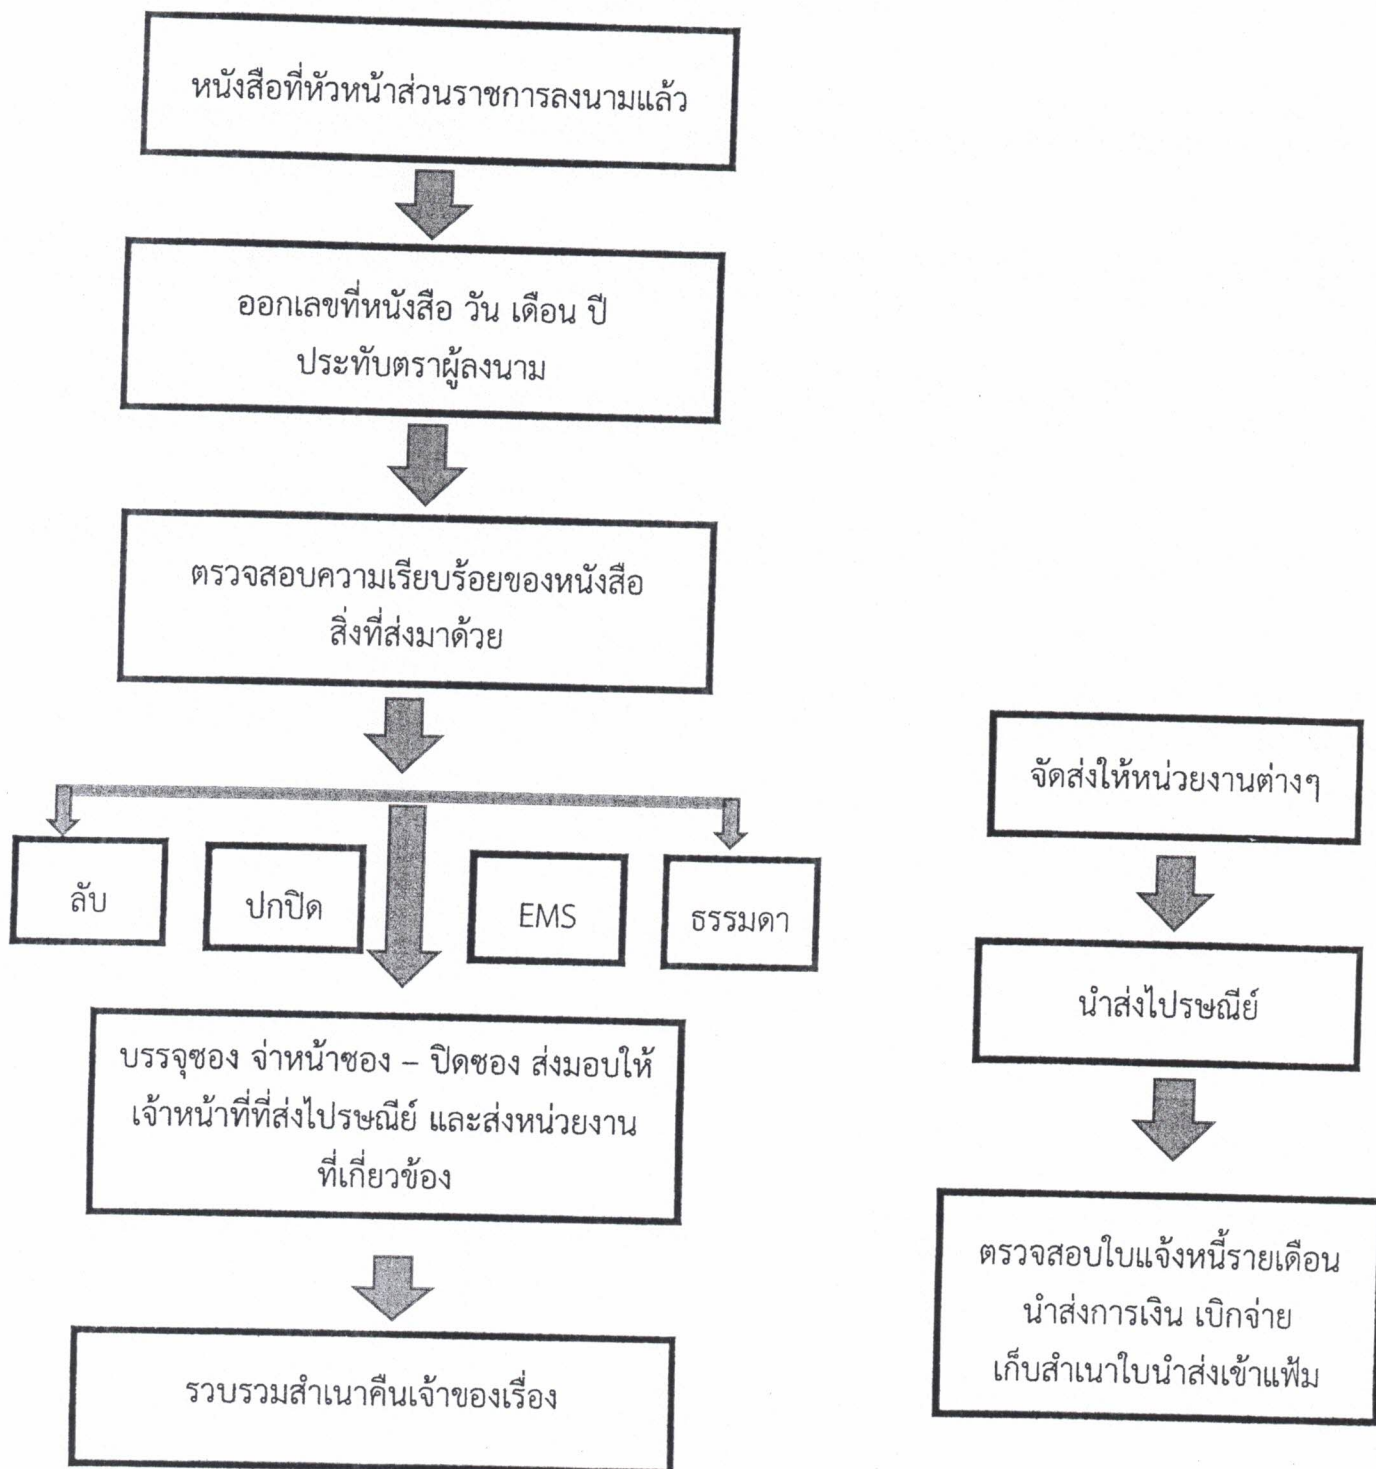 หนังสือที่หัวหน้าส่วนราชการลงนามแล้ว
ออกเลขที่หนังสือ วัน เดือน ปี
ประทับตราผู้ลงนาม
ตรวจสอบความเรียบร้อยของหนังสือ
สิ่งที่ส่งมาด้วย
ลับ
ปกปิด
EMS
ธรรมดา
บรรจุซอง จ่าหน้าซอง – ปิดซอง ส่งมอบให้
เจ้าหน้าที่ที่ส่งไปรษณีย์ และส่งหน่วยงาน
ที่เกี่ยวข้อง
รวบรวมสำเนาคืนเจ้าของเรื่อง
จัดส่งให้หน่วยงานต่างๆ
นำส่งไปรษณีย์
ตรวจสอบใบแจ้งหนี้รายเดือน
นำส่งการเงิน เบิกจ่าย
เก็บสำเนาใบนำส่งเข้าแฟ้ม